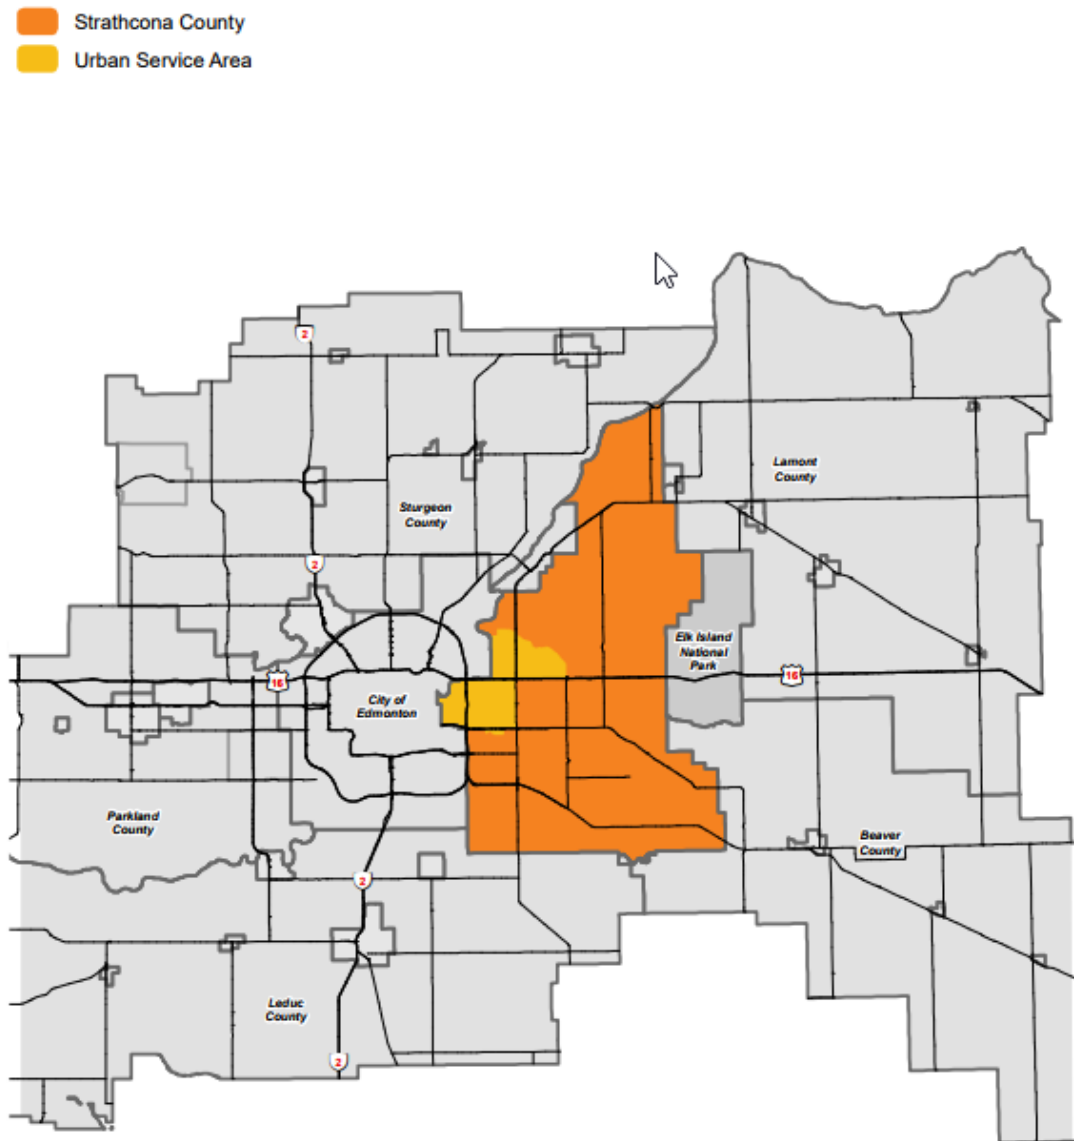 Strathcona County
Urban Service Area
2
Lamont
County
Sturgeon
County
2
Elk Island
National
Park
16
16
City of
Edmonton
Parkland
County
Beaver
County
2
Leduc
County
2